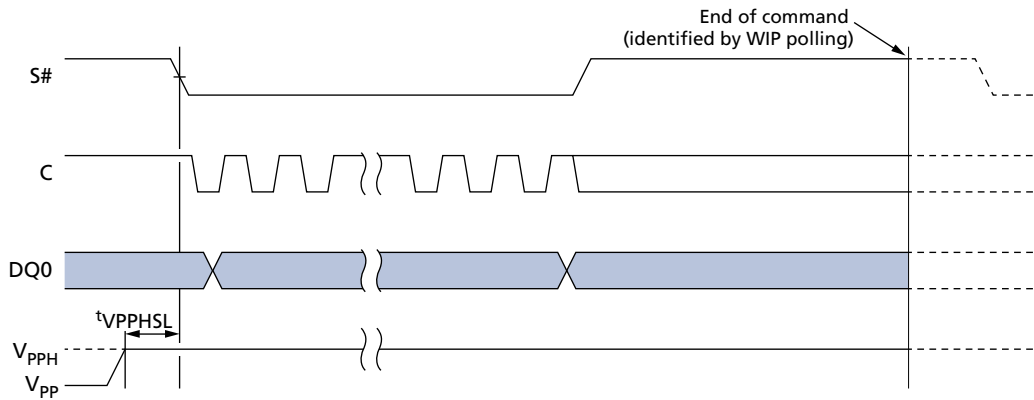 End of command
(identified by WIP polling)
S#
C
DQ0
tVPPHSL
VPPH
VPP